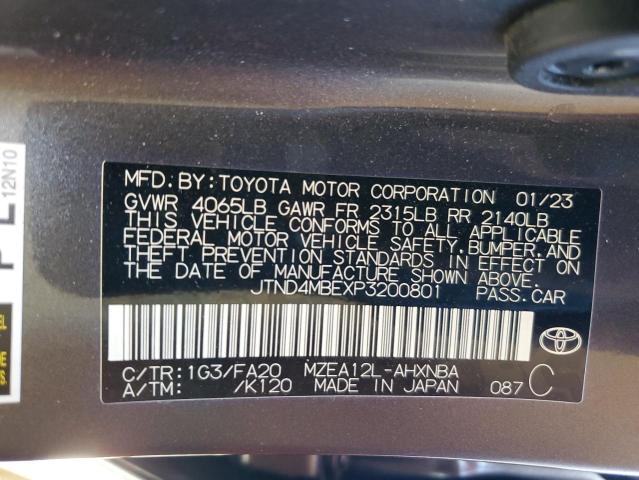 MFD. BY: TOYOTA MOTOR CORPORATION 01/23
GVWR 4065LB GAWR FR 2315LB RR 2140LB
THIS VEHICLE CONFORMS TO ALL APPLICABLE
FEDERAL MOTOR VEHICLE SAFETY, BUMPER, AND
THEFT PREVENTION STANDARDS IN EFFECT ON
THE DATE OF MANUFACTURE SHOWN ABOVE.
JTND4MBEXP3200801 PASS.CAR
C/TR: 1G3/FA20 MZEA12L-AHXNBA
A/TM: /K120 MADE IN JAPAN 087 C
12N10